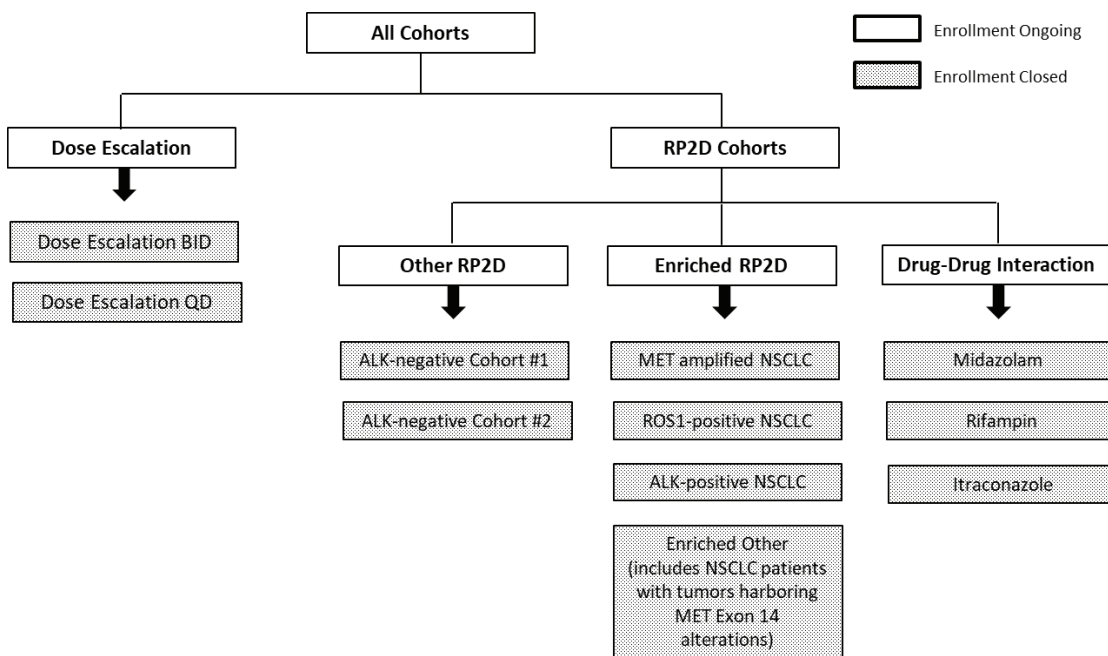 All Cohorts
Enrollment Ongoing
Enrollment Closed
Dose Escalation
RP2D Cohorts
Dose Escalation BID
Dose Escalation QD
Other RP2D
Enriched RP2D
Drug-Drug Interaction
ALK-negative Cohort #1
MET amplified NSCLC
Midazolam
ALK-negative Cohort #2
ROS1-positive NSCLC
Rifampin
ALK-positive NSCLC
Itraconazole
Enriched Other
(includes NSCLC patients
with tumors harboring
MET Exon 14
alterations)